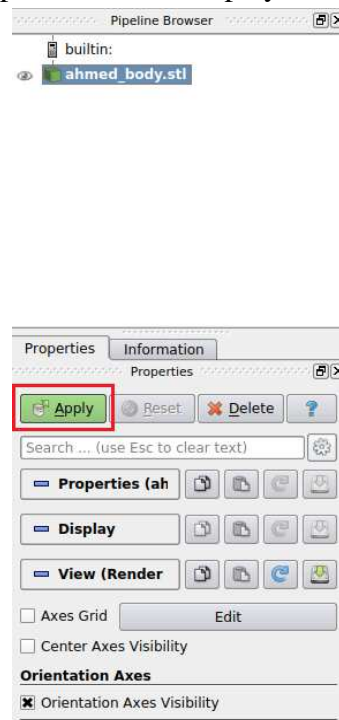 Pipeline Browser
builtin:
ahmed_body.stl
Properties Information
Properties
Apply Reset Delete ?
Search ... (use Esc to clear text)
Properties (ah
Display
View (Render
Axes Grid Edit
Center Axes Visibility
Orientation Axes
Orientation Axes Visibility